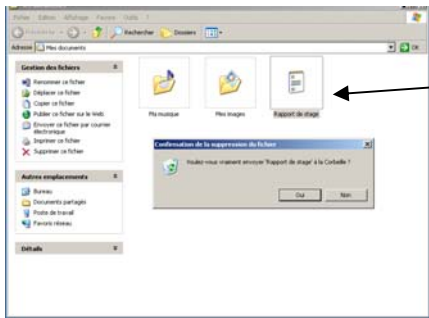 Fichier Edition Affichage Favoris Outils ?
Rechercher Dossiers
Adresse Mes documents OK
Gestion des fichiers
Renommer ce fichier
Déplacer ce fichier
Copier ce fichier
Publier ce fichier sur le Web
Envoyer ce fichier par courrier
électronique
Imprimer ce fichier
Supprimer ce fichier
Ma musique Mes images Rapport de stage
Confirmation de la suppression du fichier
Voulez-vous vraiment envoyer 'Rapport de stage' à la Corbeille ?
Oui Non
Autres emplacements
Bureau
Documents partagés
Poste de travail
Favoris réseau
Détails